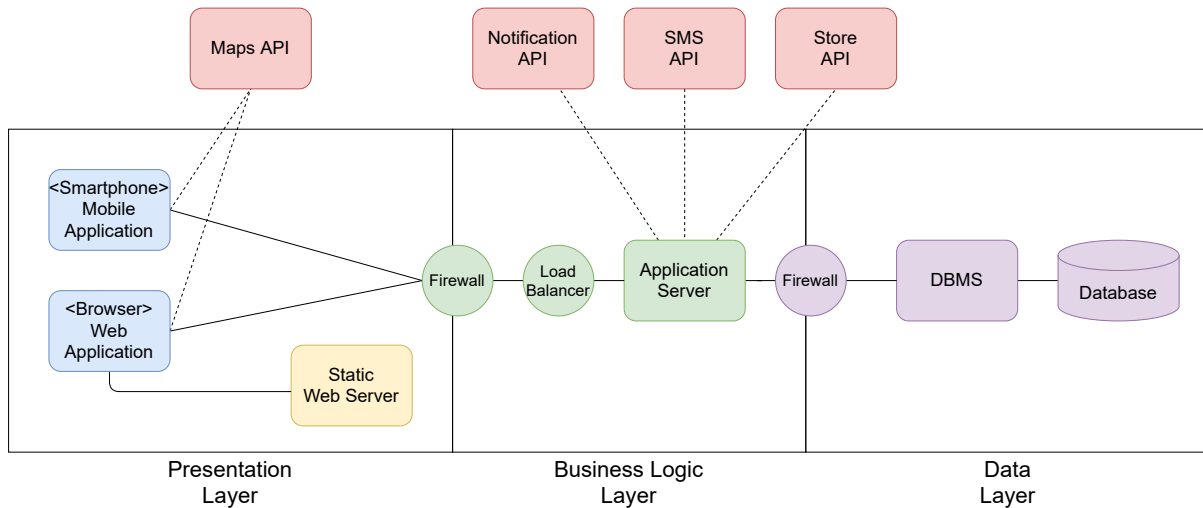 Maps API
Notification
API
SMS
API
Store
API
<Smartphone>
Mobile
Application
<Browser>
Web
Application
Static
Web Server
Firewall
Load
Balancer
Application
Server
Firewall
DBMS
Database
Presentation
Layer
Business Logic
Layer
Data
Layer